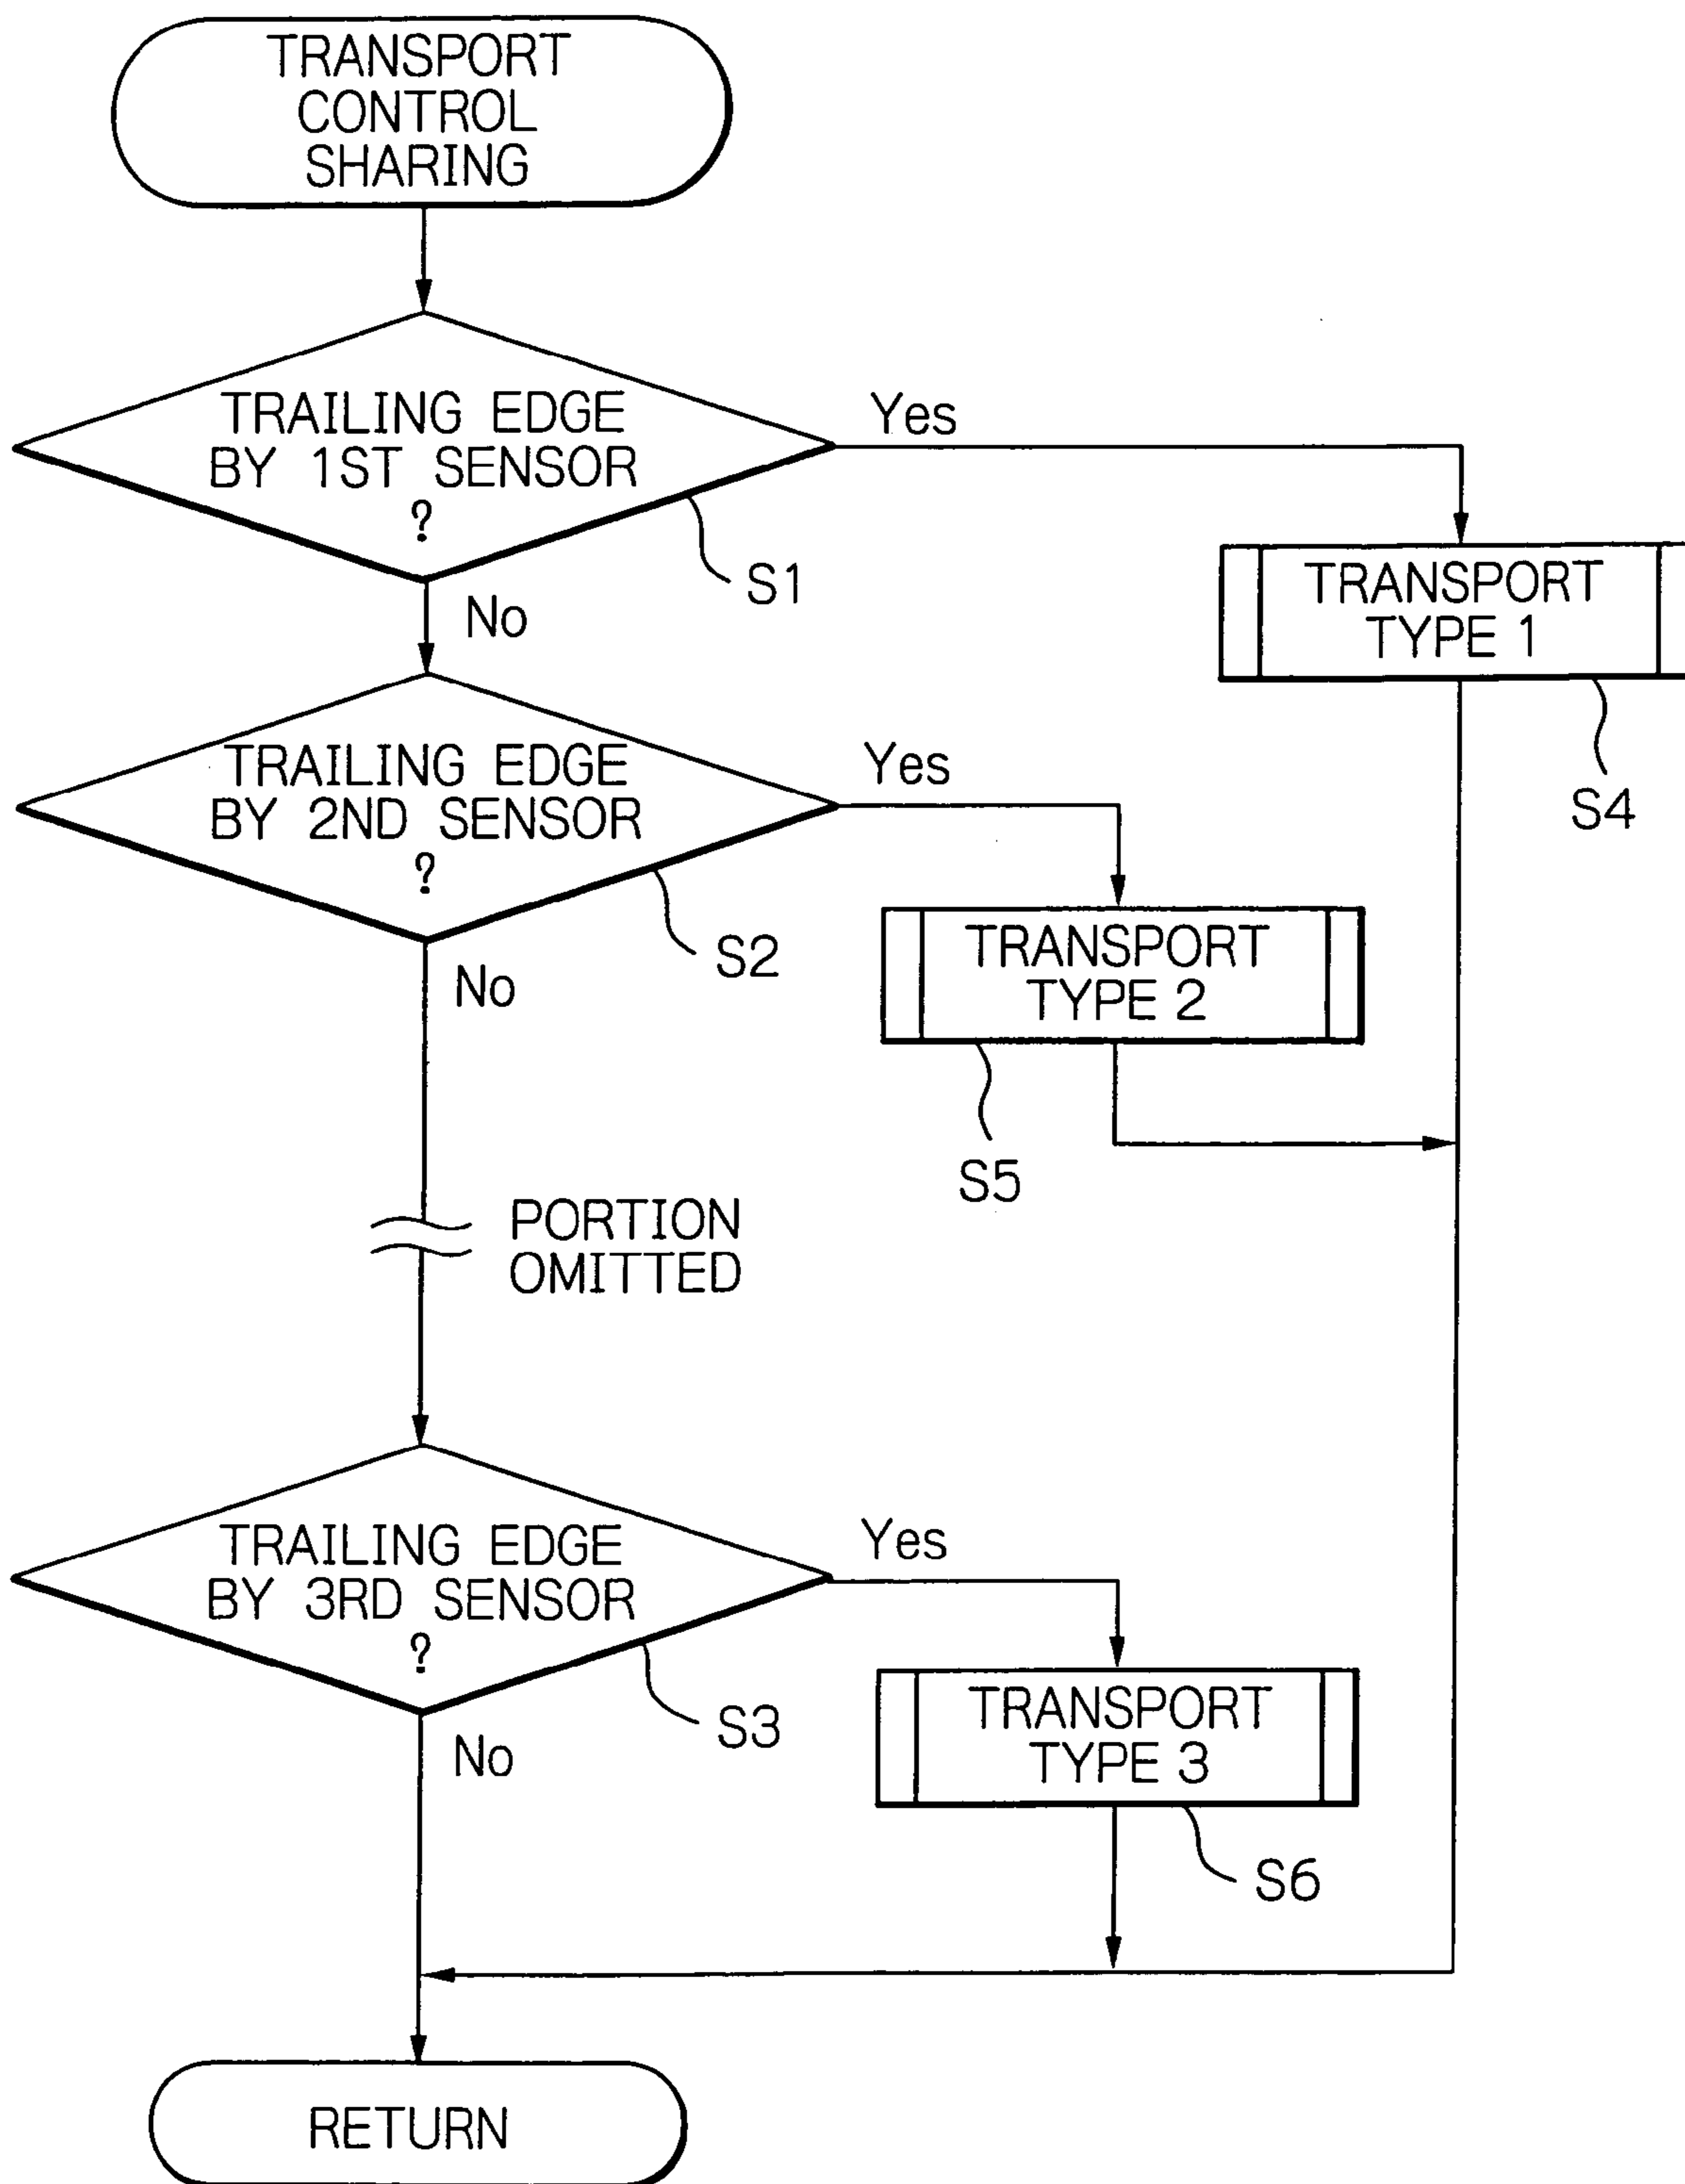 TRANSPORT
CONTROL
SHARING
TRAILING EDGE
BY 1ST SENSOR
?
Yes
S1
No
TRANSPORT
TYPE 1
S4
TRAILING EDGE
BY 2ND SENSOR
?
Yes
S2
No
TRANSPORT
TYPE 2
S5
PORTION
OMITTED
TRAILING EDGE
BY 3RD SENSOR
?
Yes
S3
No
TRANSPORT
TYPE 3
S6
RETURN